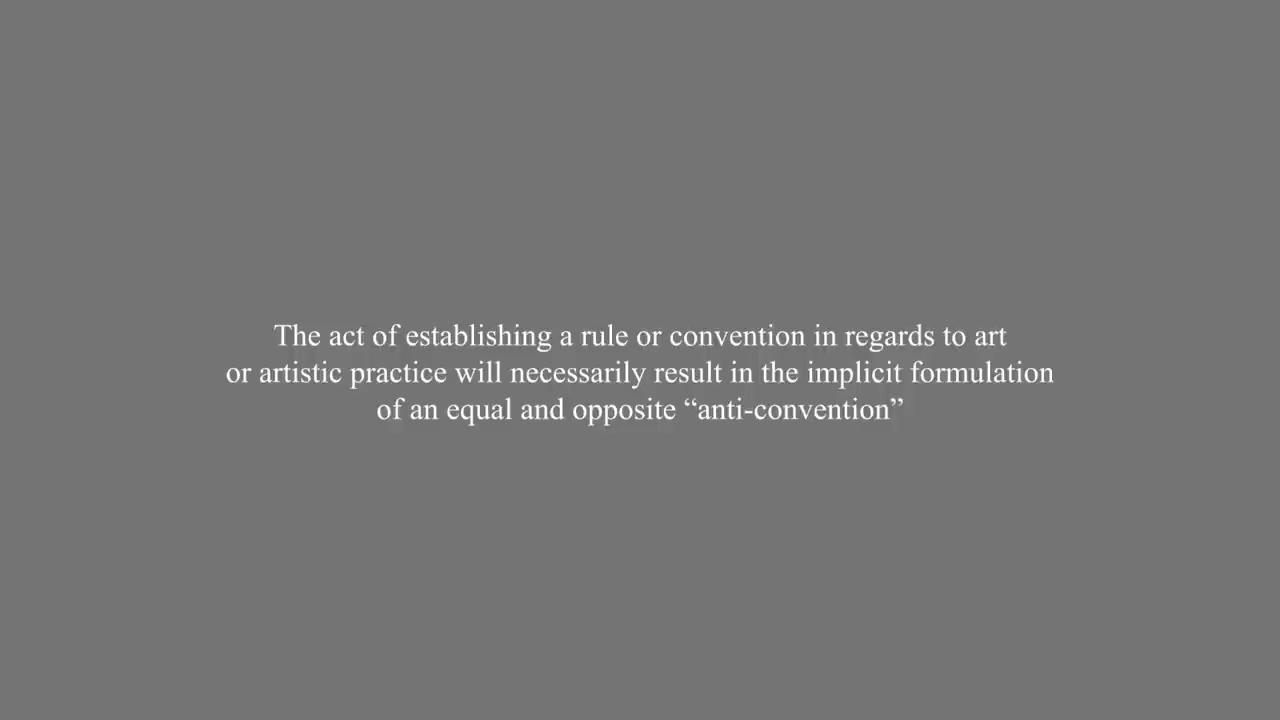 The act of establishing a rule or convention in regards to art
or artistic practice will necessarily result in the implicit formulation
of an equal and opposite “anti-convention”